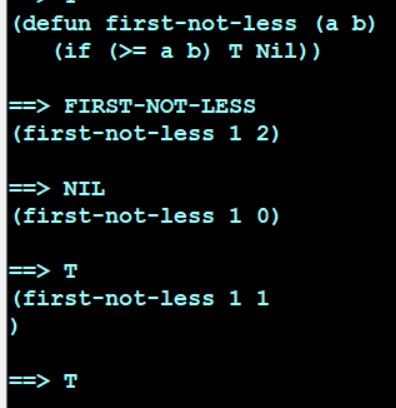 (defun first-not-less (a b)
   (if (>= a b) T Nil))
==> FIRST-NOT-LESS
(first-not-less 1 2)
==> NIL
(first-not-less 1 0)
==> T
(first-not-less 1 1
)
==> T